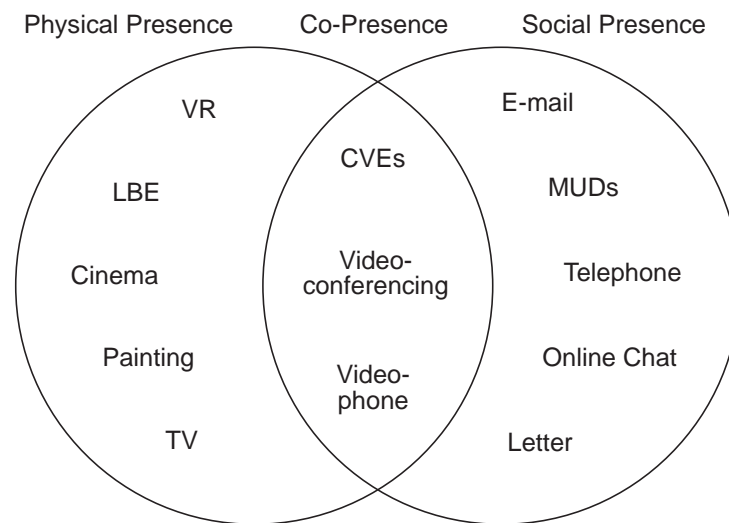 Physical Presence
Co-Presence
Social Presence
VR
LBE
Cinema
Painting
TV
CVEs
Video-
conferencing
Video-
phone
E-mail
MUDs
Telephone
Online Chat
Letter